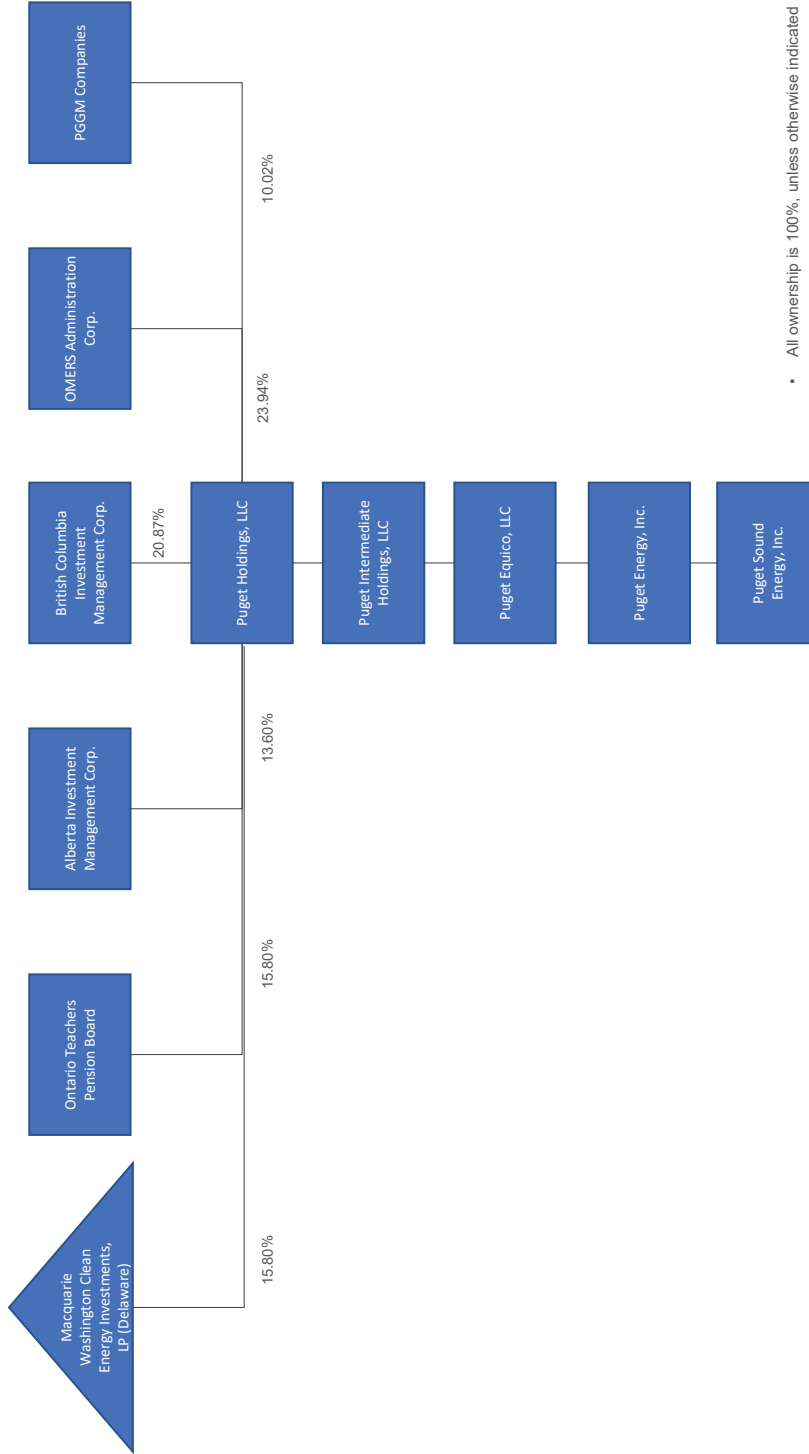 Macquarie
Washington Clean
Energy Investments,
LP (Delaware)
Ontario Teachers
Pension Board
Alberta Investment
Management Corp.
British Columbia
Investment
Management Corp.
OMERS Administration
Corp.
PGGM Companies
20.87%
15.80%
15.80%
13.60%
23.94%
10.02%
Puget Holdings, LLC
Puget Intermediate
Holdings, LLC
Puget Equico, LLC
Puget Energy, Inc.
Puget Sound
Energy, Inc.
• All ownership is 100%, unless otherwise indicated